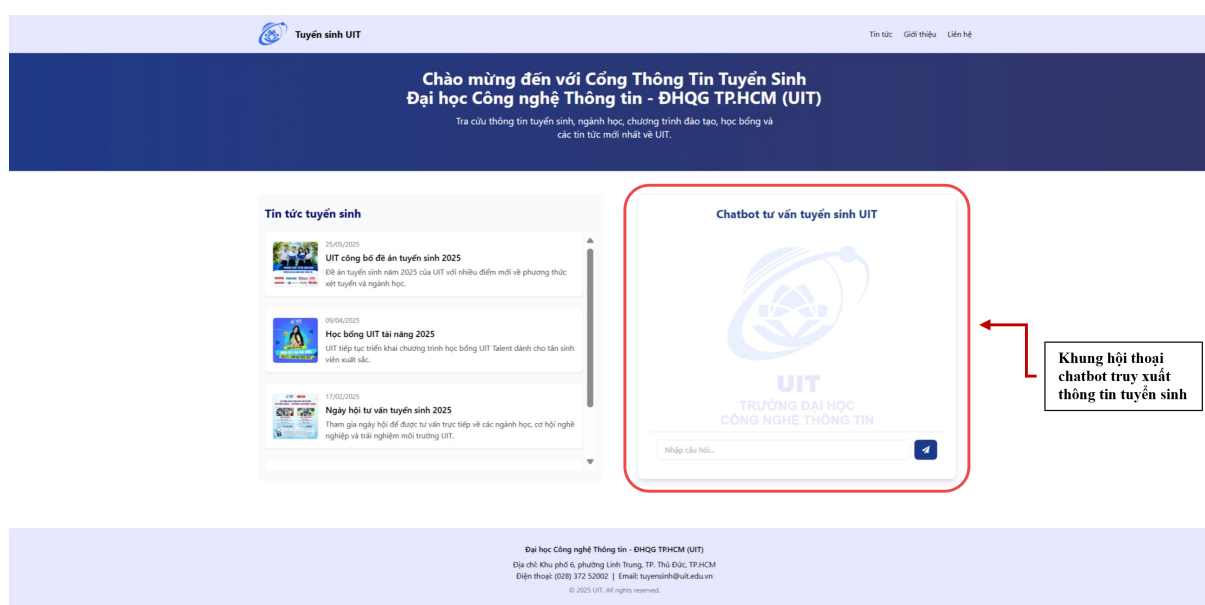 Tuyển sinh UIT
Tin tức Giới thiệu Liên hệ
Chào mừng đến với Cổng Thông Tin Tuyển Sinh
Đại học Công nghệ Thông tin - ĐHQG TP.HCM (UIT)
Tra cứu thông tin tuyển sinh, ngành học, chương trình đào tạo, học bổng và
các tin tức mới nhất về UIT.
Tin tức tuyển sinh
25/05/2025
UIT công bố đề án tuyển sinh 2025
Đề án tuyển sinh năm 2025 của UIT với nhiều điểm mới về phương thức
xét tuyển và ngành học.
09/04/2025
Học bổng UIT tài năng 2025
UIT tiếp tục triển khai chương trình học bổng UIT Talent dành cho tân sinh
viên xuất sắc.
17/02/2025
Ngày hội tư vấn tuyển sinh 2025
Tham gia ngày hội để được tư vấn trực tiếp về các ngành học, cơ hội nghề
nghiệp và trải nghiệm môi trường UIT.
Chatbot tư vấn tuyển sinh UIT
UIT
TRƯỜNG ĐẠI HỌC
CÔNG NGHỆ THÔNG TIN
Nhập câu hỏi...
Khung hội thoại
chatbot truy xuất
thông tin tuyển sinh
Đại học Công nghệ Thông tin - ĐHQG TP.HCM (UIT)
Địa chỉ: Khu phố 6, phường Linh Trung, TP. Thủ Đức, TP.HCM
Điện thoại: (028) 372 52002 | Email: tuyensinh@uit.edu.vn
© 2025 UIT. All rights reserved.